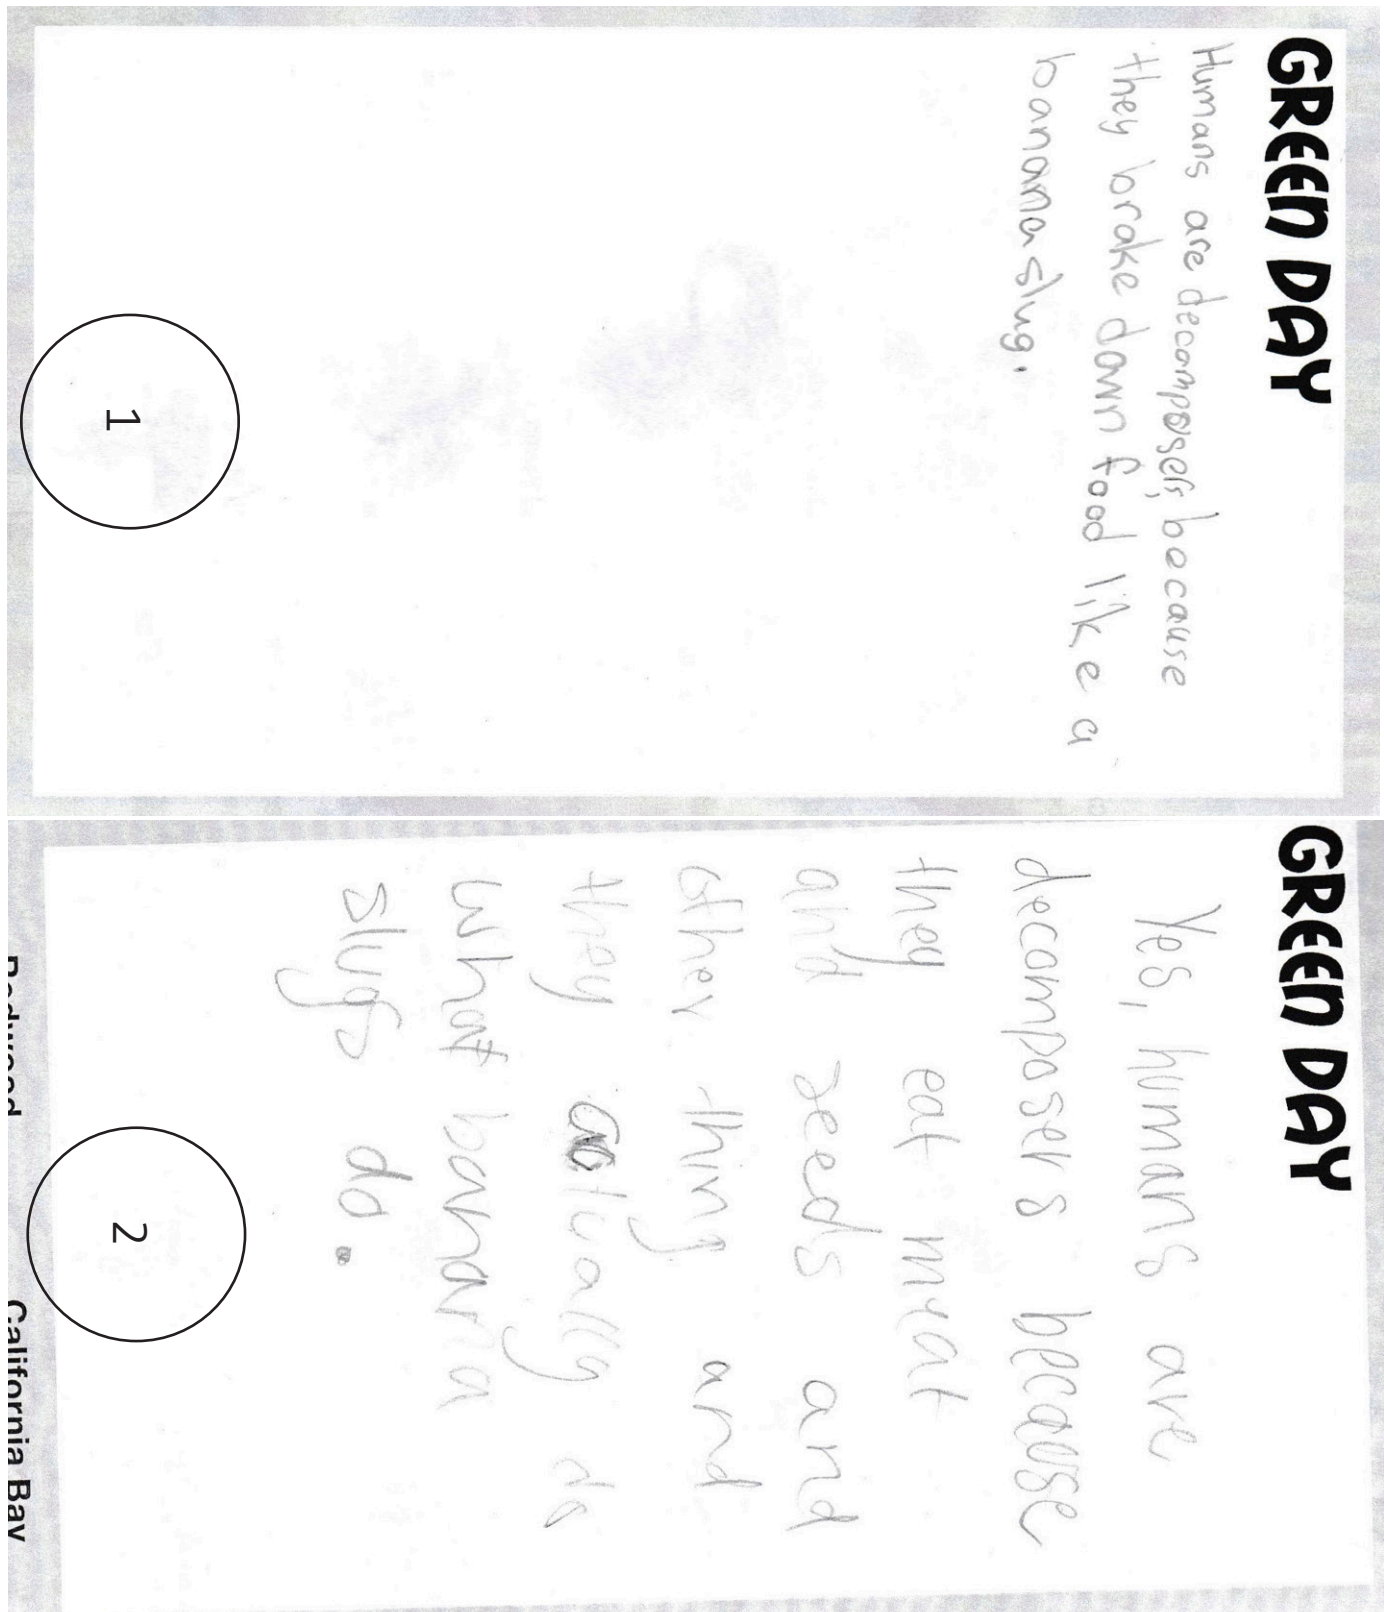 GREEN DAY
Humans are decomposers, because
they brake down food like a
banana slug.
1
GREEN DAY
Yes, humans are
decomposers because
they eat meat
and seeds and
other thing and
they actually do
what banana
slugs do.
2
Redwood
California Bay